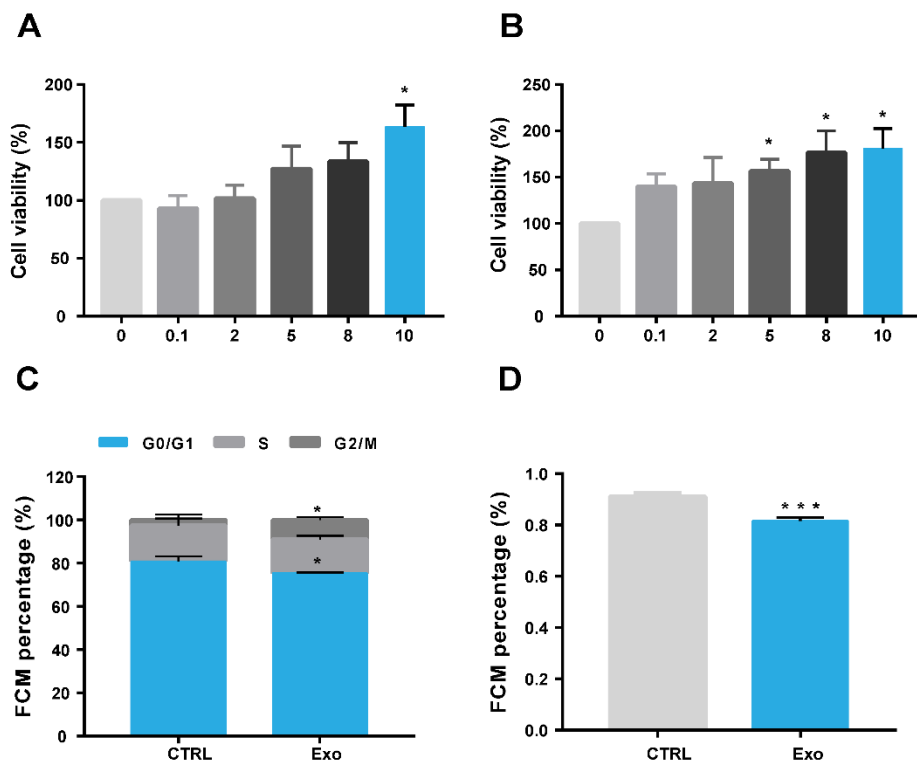 A
Cell viability (%)
200
150
100
50
0
*
0 0.1 2 5 8 10
B
Cell viability (%)
250
200
150
100
50
0
* * *
0 0.1 2 5 8 10
C
G0/G1 S G2/M
FCM percentage (%)
120
100
80
60
40
20
0
*
*
CTRL Exo
D
FCM percentage (%)
1.0
0.8
0.6
0.4
0.2
0.0
* * *
CTRL Exo